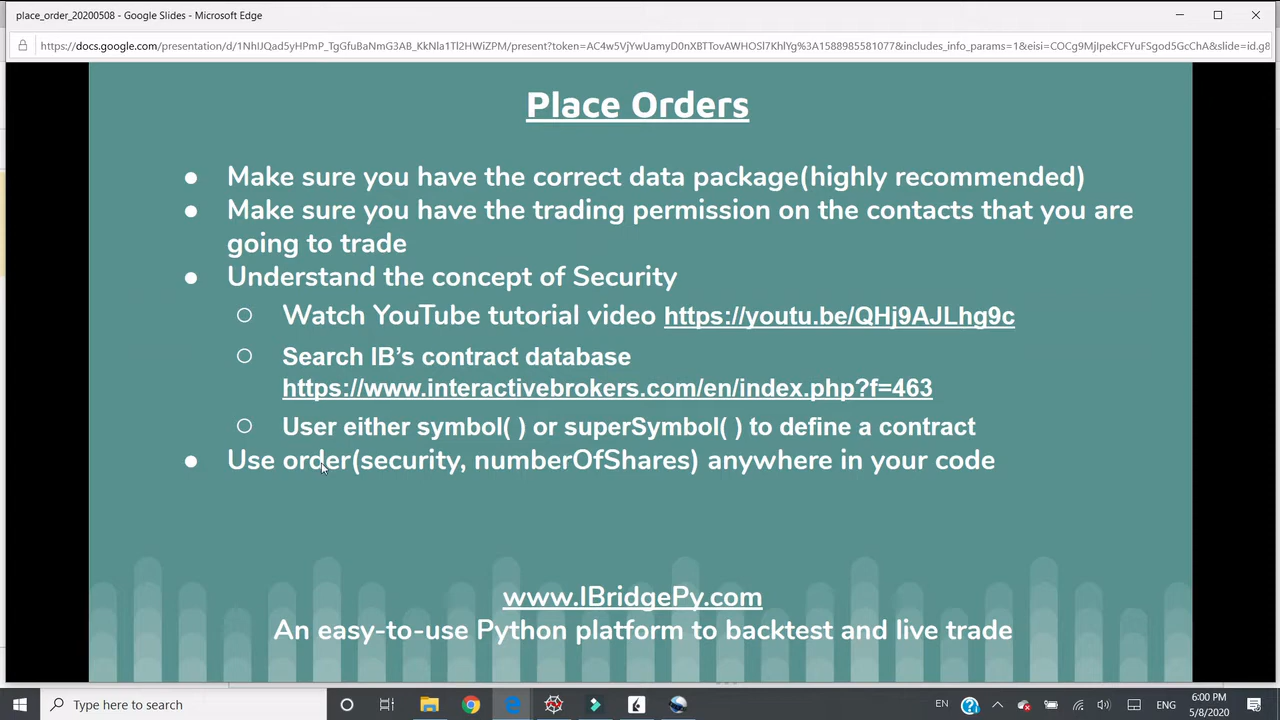 place_order_20200508 - Google Slides - Microsoft Edge
Place Orders
● Make sure you have the correct data package(highly recommended)
● Make sure you have the trading permission on the contacts that you are
going to trade
● Understand the concept of Security
○ Watch YouTube tutorial video https://youtu.be/QHj9AJLhg9c
○ Search IB's contract database
https://www.interactivebrokers.com/en/index.php?f=463
○ User either symbol( ) or superSymbol( ) to define a contract
● Use order(security, numberOfShares) anywhere in your code
www.IBridgePy.com
An easy-to-use Python platform to backtest and live trade
Type here to search
EN
ENG
6:00 PM
5/8/2020